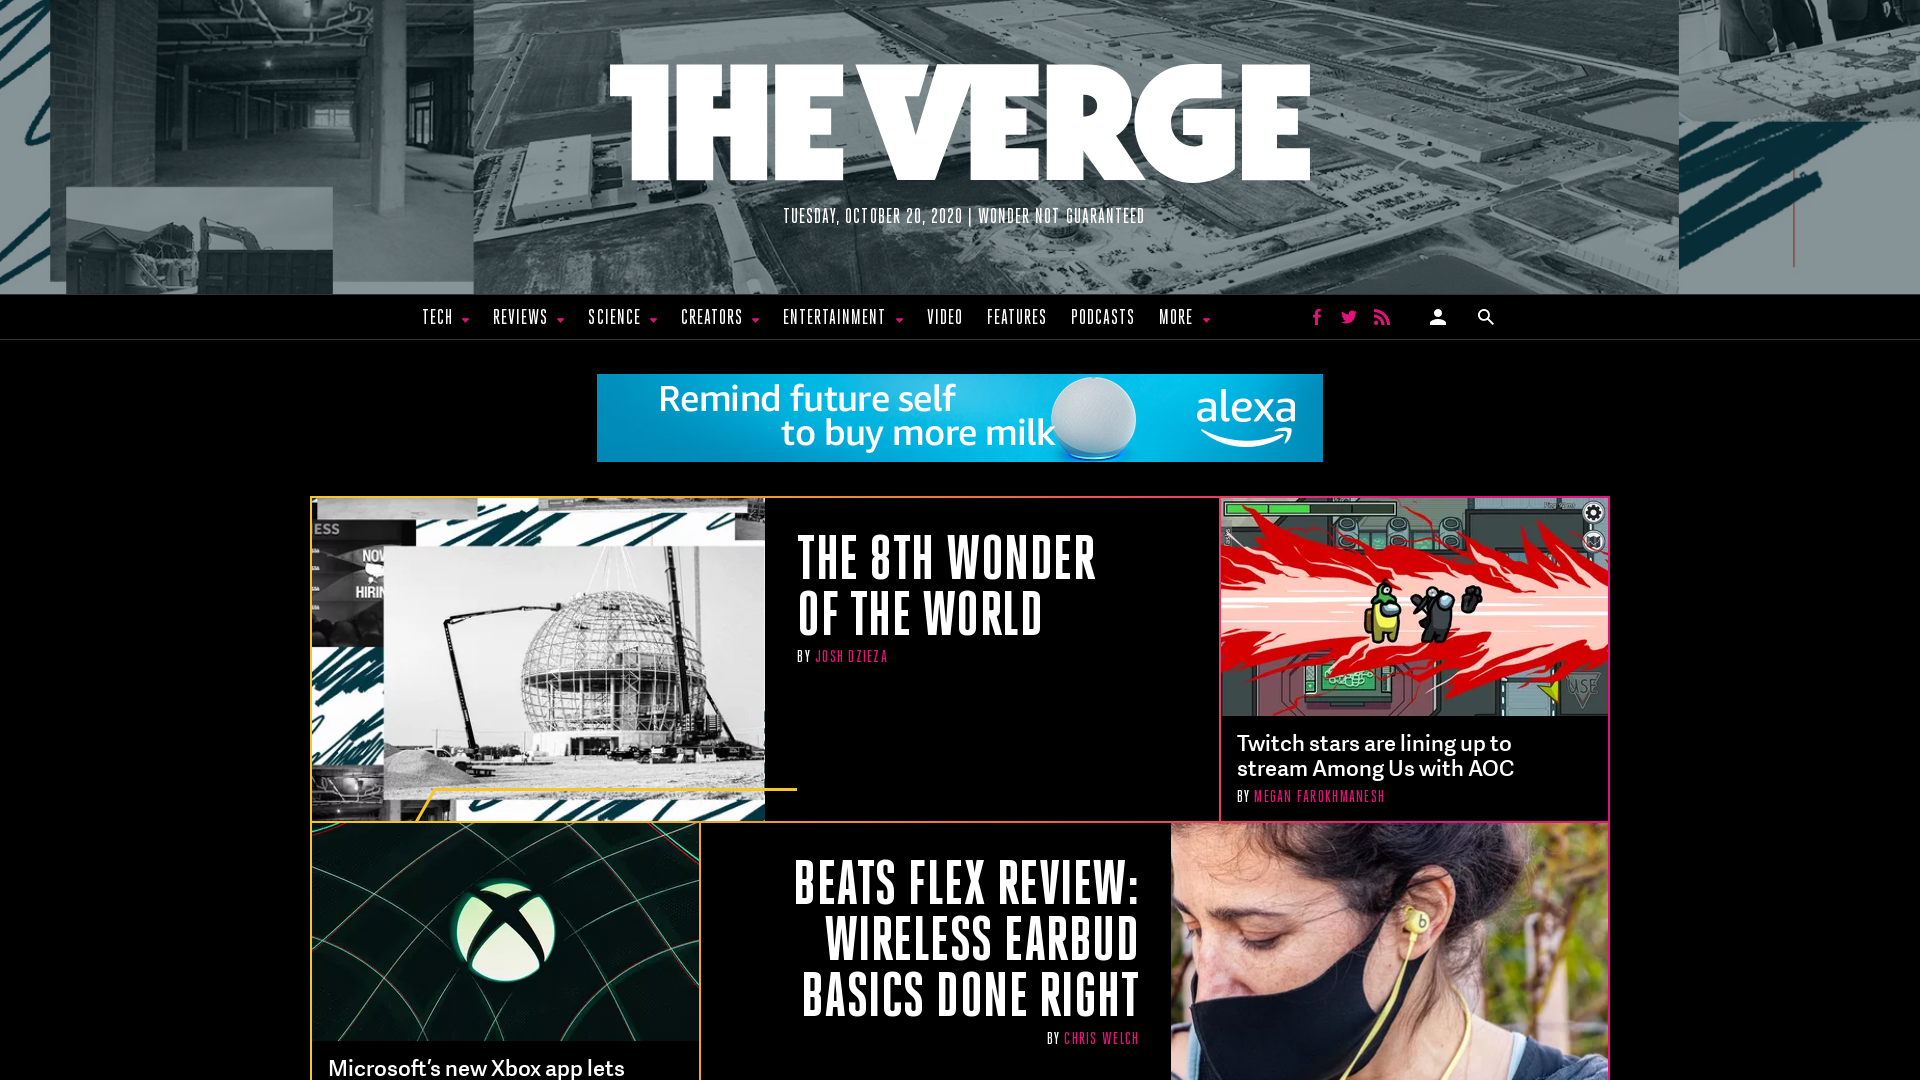 THE VERGE
TUESDAY, OCTOBER 20, 2020 | WONDER NOT GUARANTEED
TECH REVIEWS SCIENCE CREATORS ENTERTAINMENT VIDEO FEATURES PODCASTS MORE
Remind future self
to buy more milk
alexa
ESS
NOW
HIRIN
THE 8TH WONDER
OF THE WORLD
BY JOSH DZIEZA
USE
Twitch stars are lining up to
stream Among Us with AOC
BY MEGAN FAROKHMANESH
BEATS FLEX REVIEW:
WIRELESS EARBUD
BASICS DONE RIGHT
BY CHRIS WELCH
Microsoft’s new Xbox app lets